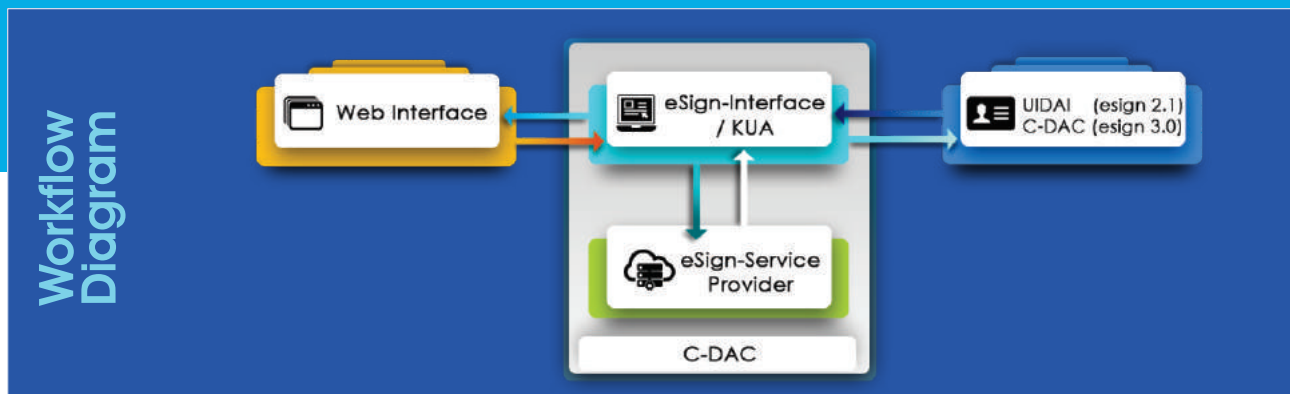 Workflow
Diagram
Web Interface
eSign-Interface
/ KUA
UIDAI (esign 2.1)
C-DAC (esign 3.0)
eSign-Service
Provider
C-DAC